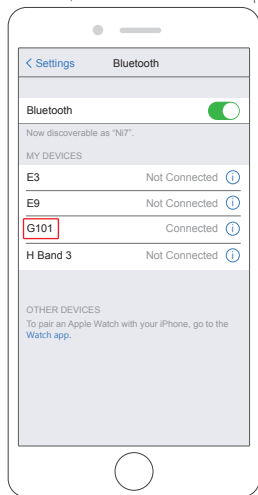 Settings Bluetooth
Bluetooth
Now discoverable as “Ni7”.
MY DEVICES
E3 Not Connected i
E9 Not Connected i
G101 Connected i
H Band 3 Not Connected i
OTHER DEVICES
To pair an Apple Watch with your iPhone, go to the
Watch app.